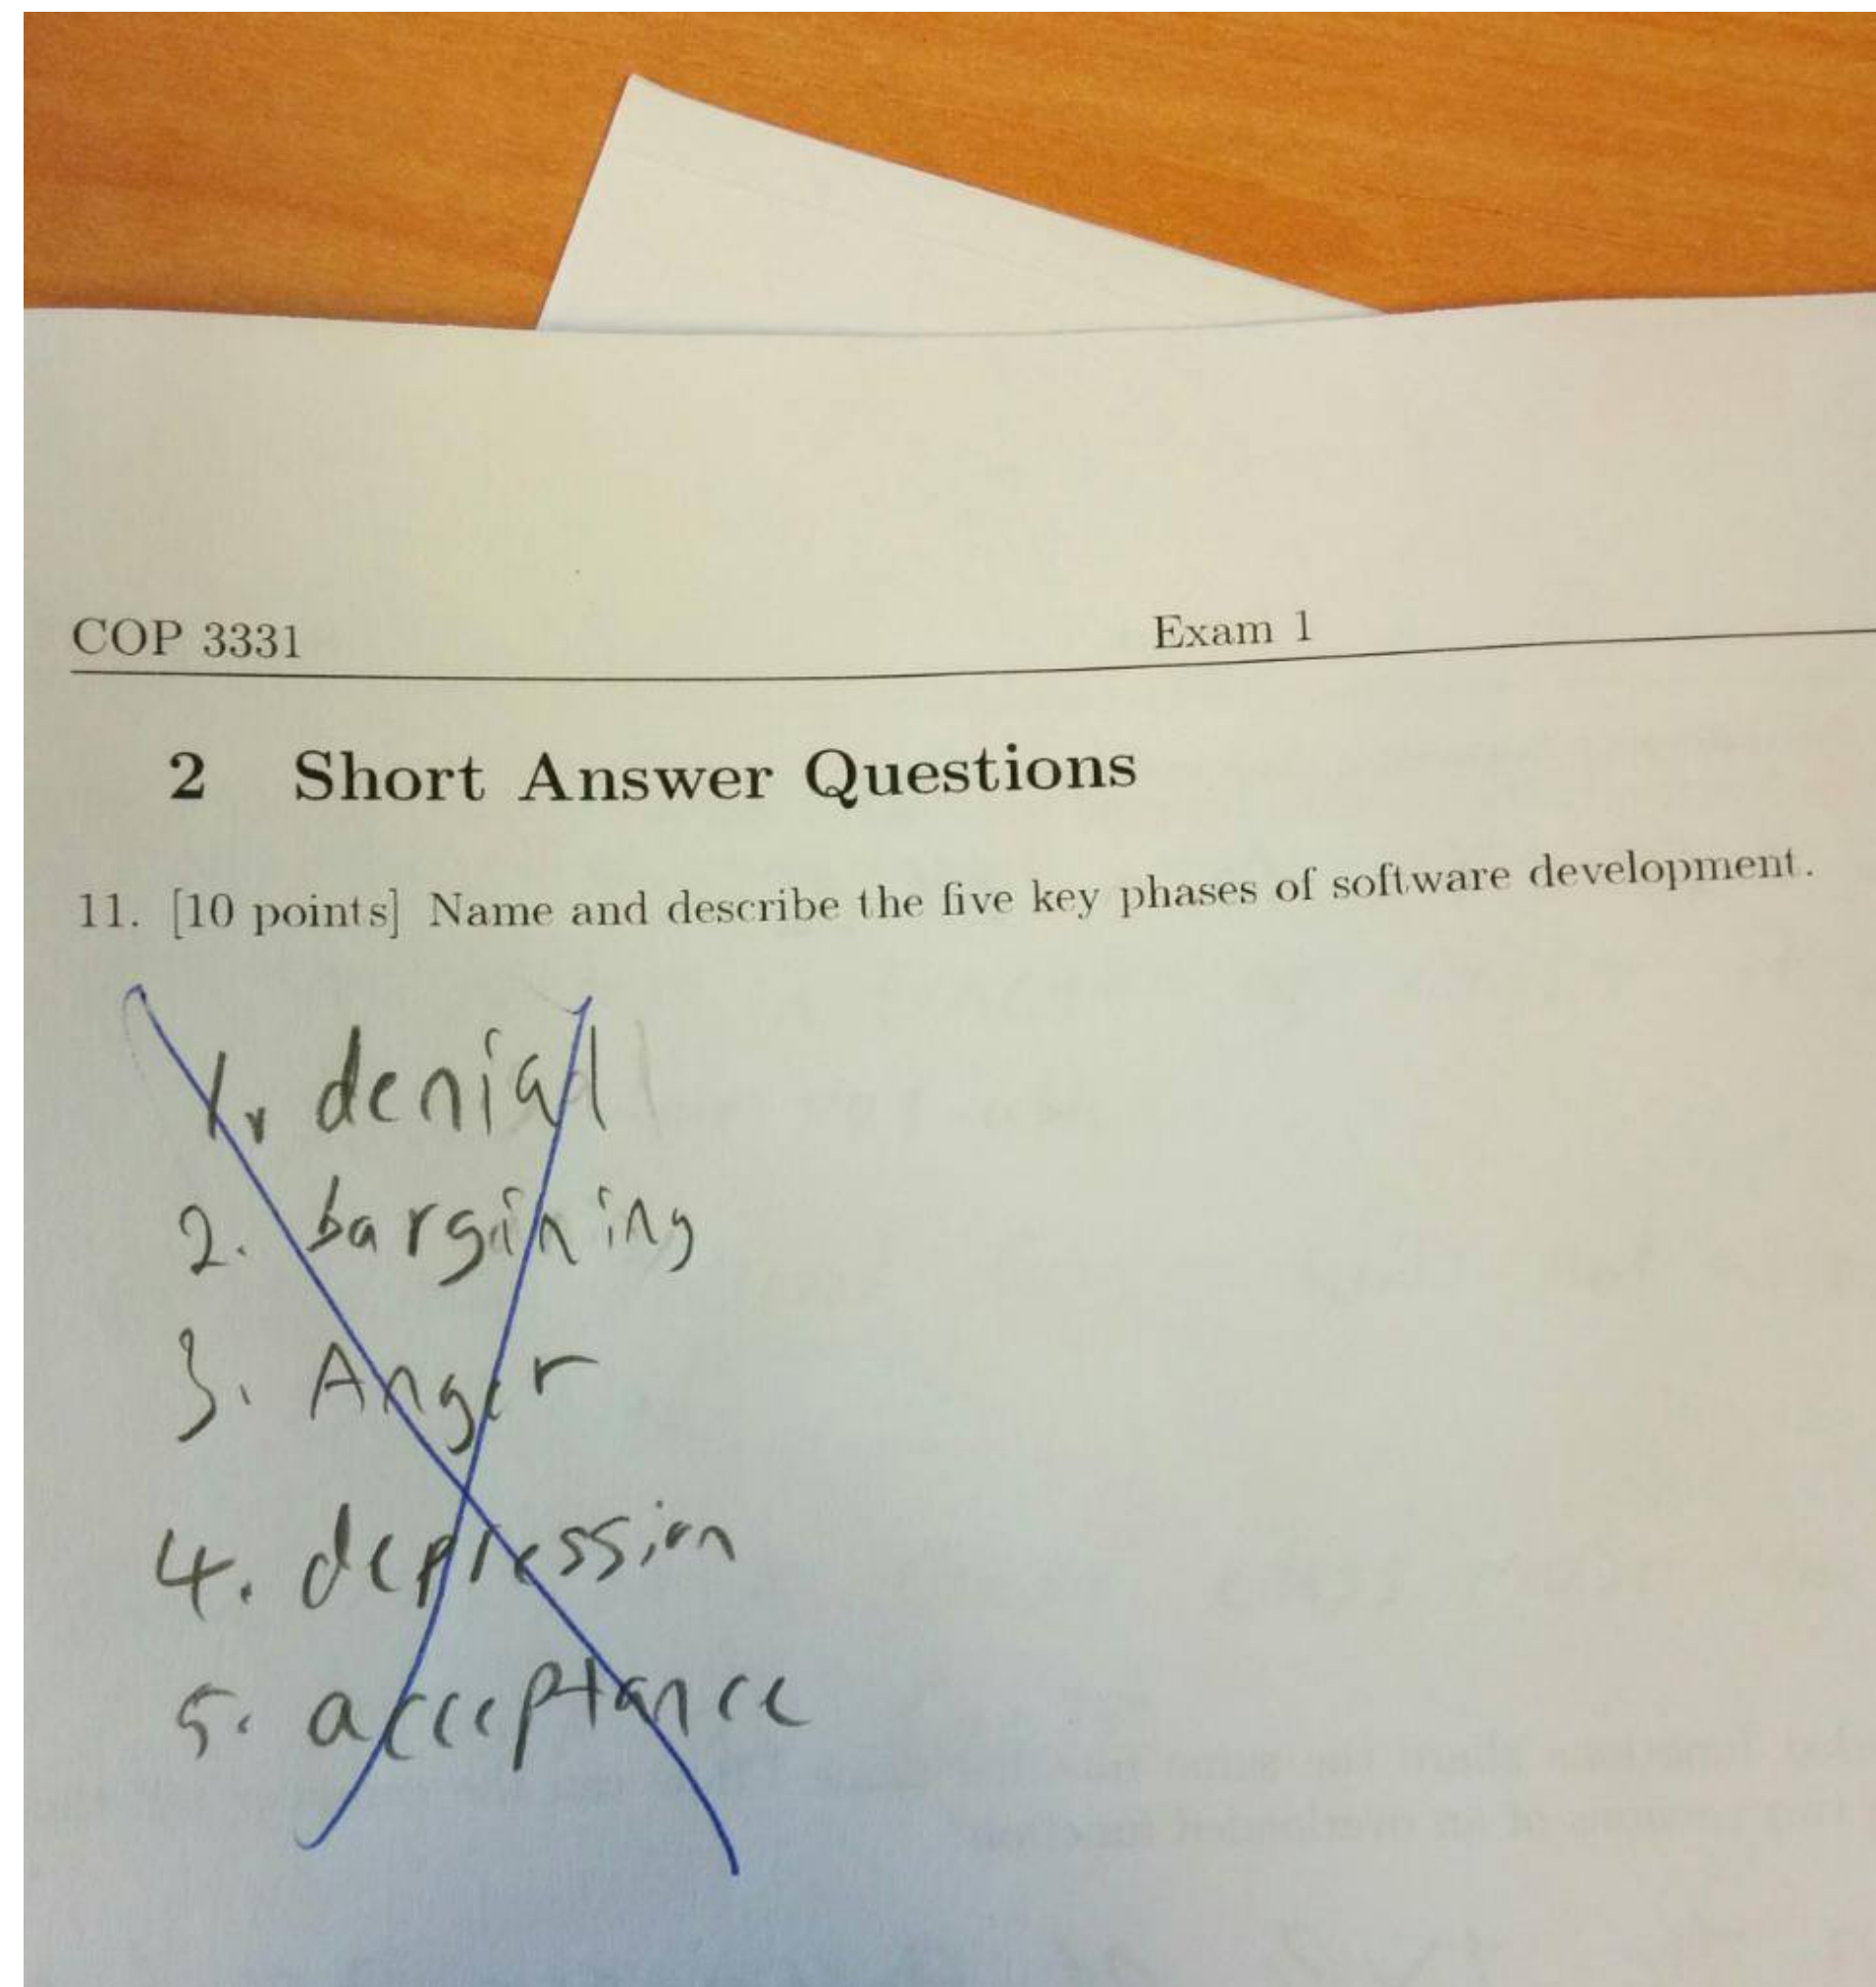 COP 3331 Exam 1
2 Short Answer Questions
11. [10 points] Name and describe the five key phases of software development.
1. denial
2. bargining
3. Anger
4. depression
5. acceptance